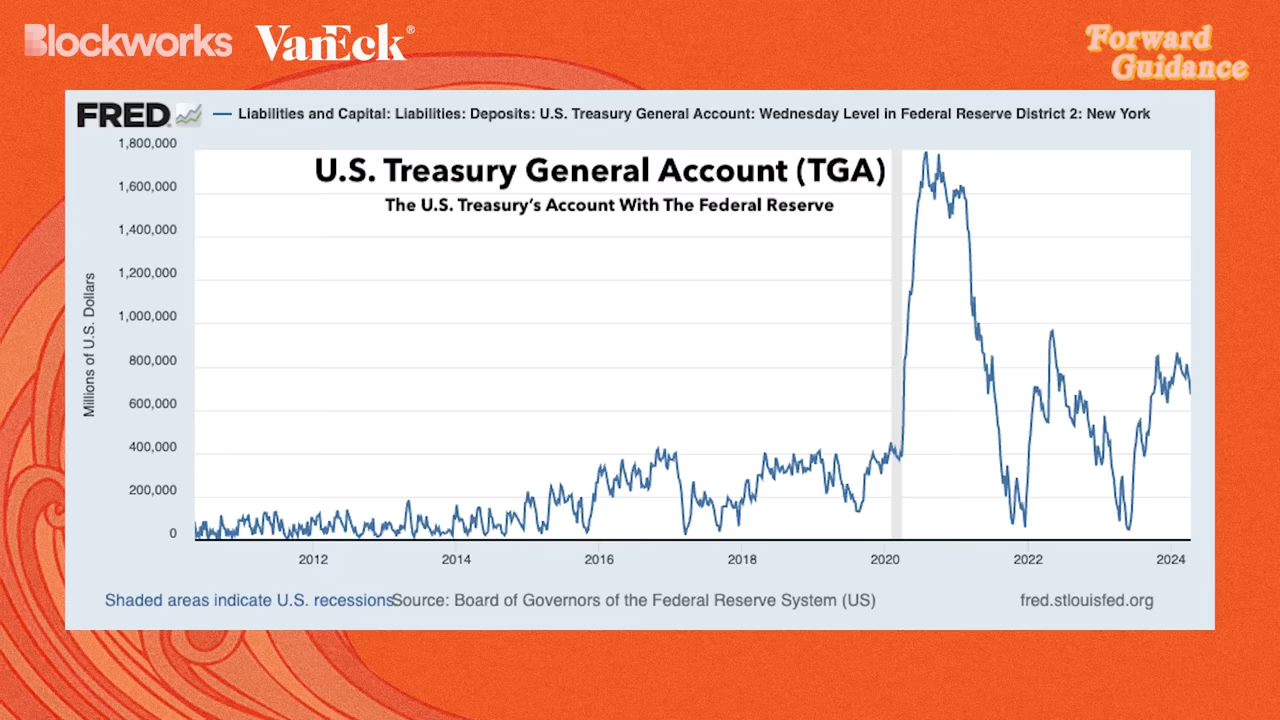 Blockworks VanEck®
Forward
Guidance
FRED Liabilities and Capital: Liabilities: Deposits: U.S. Treasury General Account: Wednesday Level in Federal Reserve District 2: New York
U.S. Treasury General Account (TGA)
The U.S. Treasury's Account With The Federal Reserve
Millions of U.S. Dollars
1,800,000
1,600,000
1,400,000
1,200,000
1,000,000
800,000
600,000
400,000
200,000
0
2012 2014 2016 2018 2020 2022 2024
Shaded areas indicate U.S. recessions Source: Board of Governors of the Federal Reserve System (US) fred.stlouisfed.org